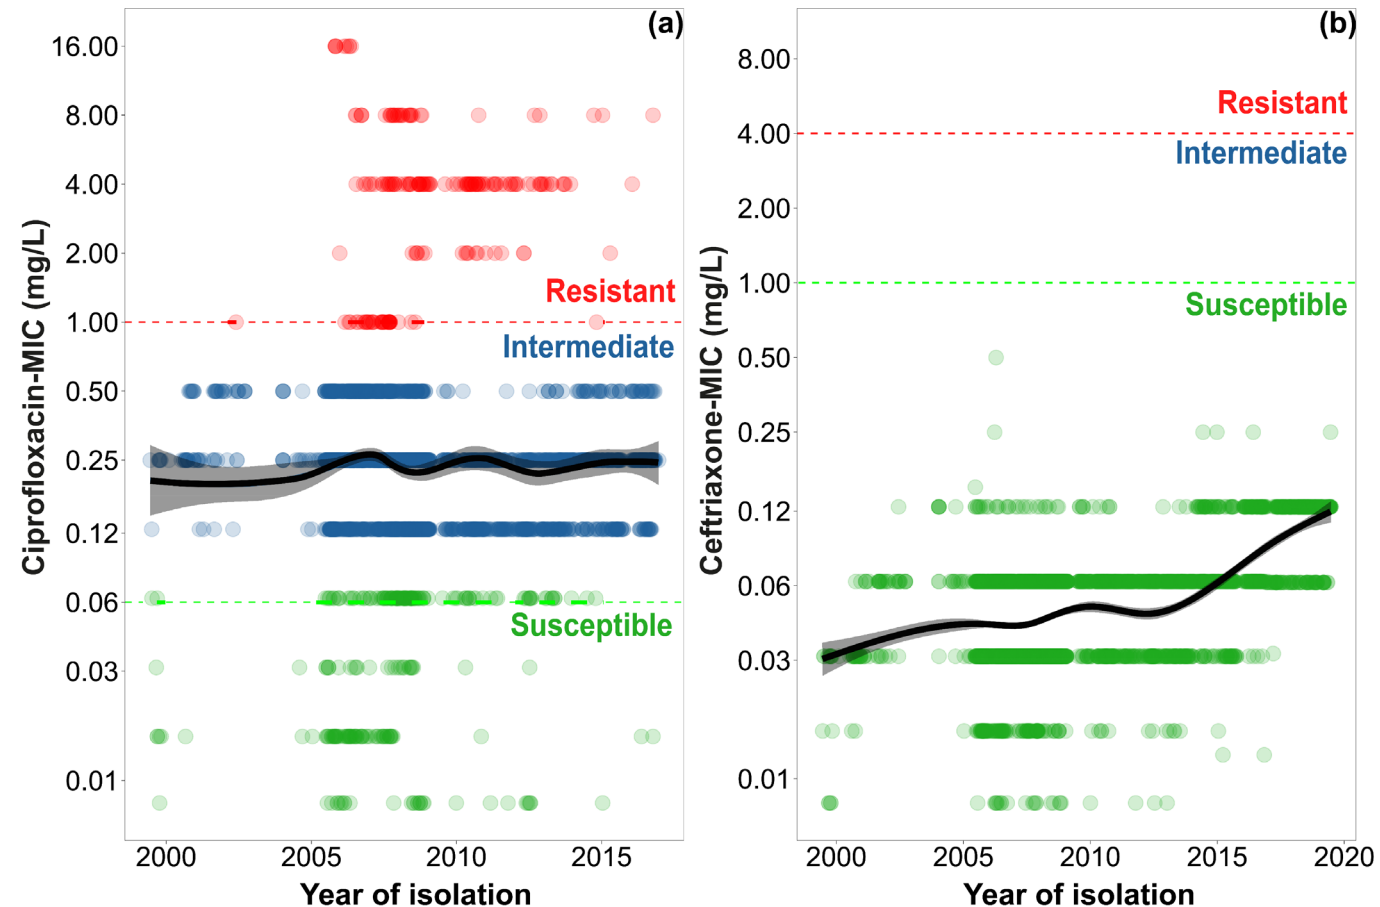 (a)
Ciprofloxacin-MIC (mg/L)
16.00
8.00
4.00
2.00
1.00
0.50
0.25
0.12
0.06
0.03
0.01
Resistant
Intermediate
Susceptible
2000 2005 2010 2015
Year of isolation
(b)
Ceftriaxone-MIC (mg/L)
8.00
4.00
2.00
1.00
0.50
0.25
0.12
0.06
0.03
0.01
Resistant
Intermediate
Susceptible
2000 2005 2010 2015 2020
Year of isolation